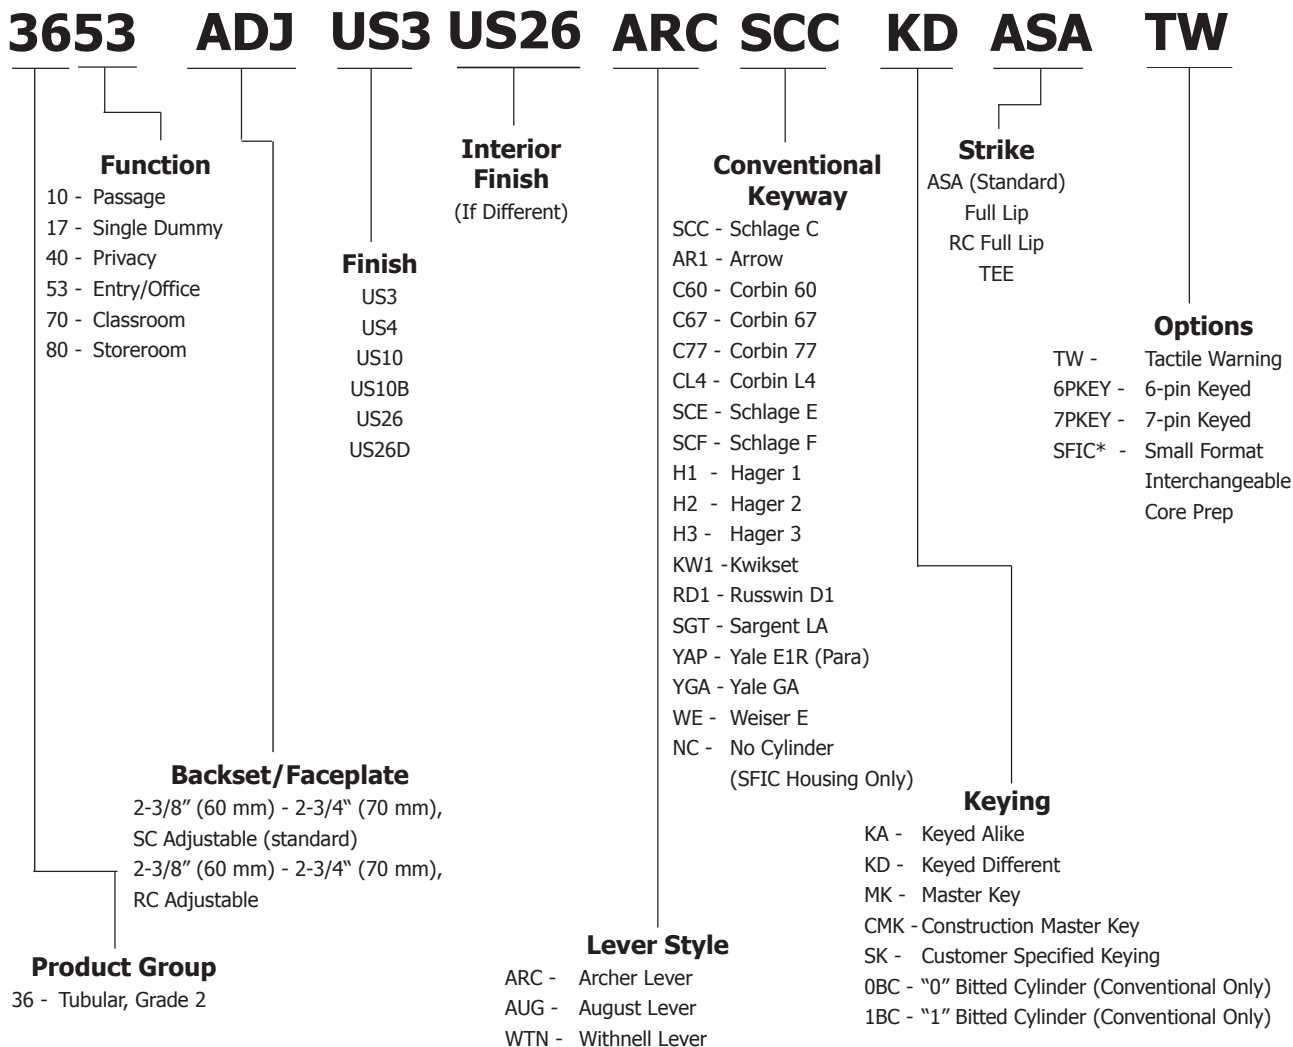 3653 ADJ US3 US26 ARC SCC KD ASA TW
Function
10 - Passage
17 - Single Dummy
40 - Privacy
53 - Entry/Office
70 - Classroom
80 - Storeroom
Backset/Faceplate
2-3/8” (60 mm) - 2-3/4“ (70 mm),
SC Adjustable (standard)
2-3/8” (60 mm) - 2-3/4“ (70 mm),
RC Adjustable
Product Group
36 - Tubular, Grade 2
Finish
US3
US4
US10
US10B
US26
US26D
Interior
Finish
(If Different)
Lever Style
ARC - Archer Lever
AUG - August Lever
WTN - Withnell Lever
Conventional
Keyway
SCC - Schlage C
AR1 - Arrow
C60 - Corbin 60
C67 - Corbin 67
C77 - Corbin 77
CL4 - Corbin L4
SCE - Schlage E
SCF - Schlage F
H1 - Hager 1
H2 - Hager 2
H3 - Hager 3
KW1 -Kwikset
RD1 - Russwin D1
SGT - Sargent LA
YAP - Yale E1R (Para)
YGA - Yale GA
WE - Weiser E
NC - No Cylinder
(SFIC Housing Only)
Strike
ASA (Standard)
Full Lip
RC Full Lip
TEE
Options
TW - Tactile Warning
6PKEY - 6-pin Keyed
7PKEY - 7-pin Keyed
SFIC* - Small Format
Interchangeable
Core Prep
Keying
KA - Keyed Alike
KD - Keyed Different
MK - Master Key
CMK - Construction Master Key
SK - Customer Specified Keying
0BC - “0” Bitted Cylinder (Conventional Only)
1BC - “1” Bitted Cylinder (Conventional Only)